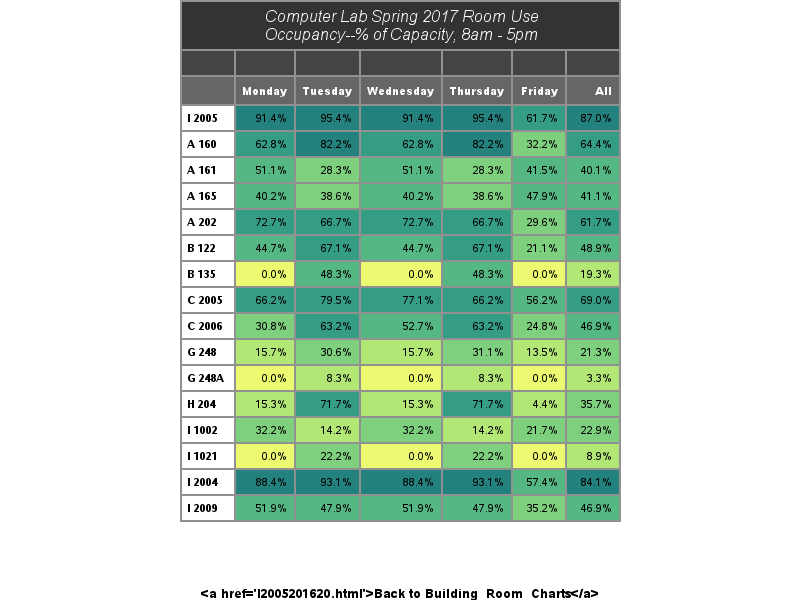 Computer Lab Spring 2017 Room Use
Occupancy--% of Capacity, 8am - 5pm
Monday Tuesday Wednesday Thursday Friday All
I 2005 91.4% 95.4% 91.4% 95.4% 61.7% 87.0%
A 160 62.8% 82.2% 62.8% 82.2% 32.2% 64.4%
A 161 51.1% 28.3% 51.1% 28.3% 41.5% 40.1%
A 165 40.2% 38.6% 40.2% 38.6% 47.9% 41.1%
A 202 72.7% 66.7% 72.7% 66.7% 29.6% 61.7%
B 122 44.7% 67.1% 44.7% 67.1% 21.1% 48.9%
B 135 0.0% 48.3% 0.0% 48.3% 0.0% 19.3%
C 2005 66.2% 79.5% 77.1% 66.2% 56.2% 69.0%
C 2006 30.8% 63.2% 52.7% 63.2% 24.8% 46.9%
G 248 15.7% 30.6% 15.7% 31.1% 13.5% 21.3%
G 248A 0.0% 8.3% 0.0% 8.3% 0.0% 3.3%
H 204 15.3% 71.7% 15.3% 71.7% 4.4% 35.7%
I 1002 32.2% 14.2% 32.2% 14.2% 21.7% 22.9%
I 1021 0.0% 22.2% 0.0% 22.2% 0.0% 8.9%
I 2004 88.4% 93.1% 88.4% 93.1% 57.4% 84.1%
I 2009 51.9% 47.9% 51.9% 47.9% 35.2% 46.9%
<a href='I2005201620.html'>Back to Building_Room_Charts</a>